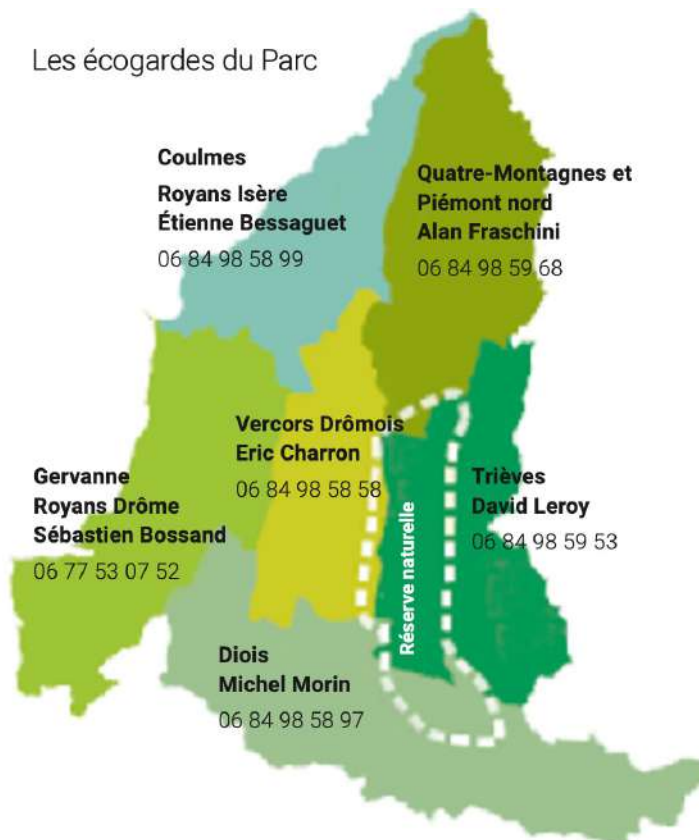 Les écogardes du Parc
Coulmes
Royans Isère
Étienne Bessaguet
06 84 98 58 99
Quatre-Montagnes et
Piémont nord
Alan Fraschini
06 84 98 59 68
Vercors Drômois
Eric Charron
06 84 98 58 58
Gervanne
Royans Drôme
Sébastien Bossand
06 77 53 07 52
Trièves
David Leroy
06 84 98 59 53
Réserve naturelle
Diois
Michel Morin
06 84 98 58 97